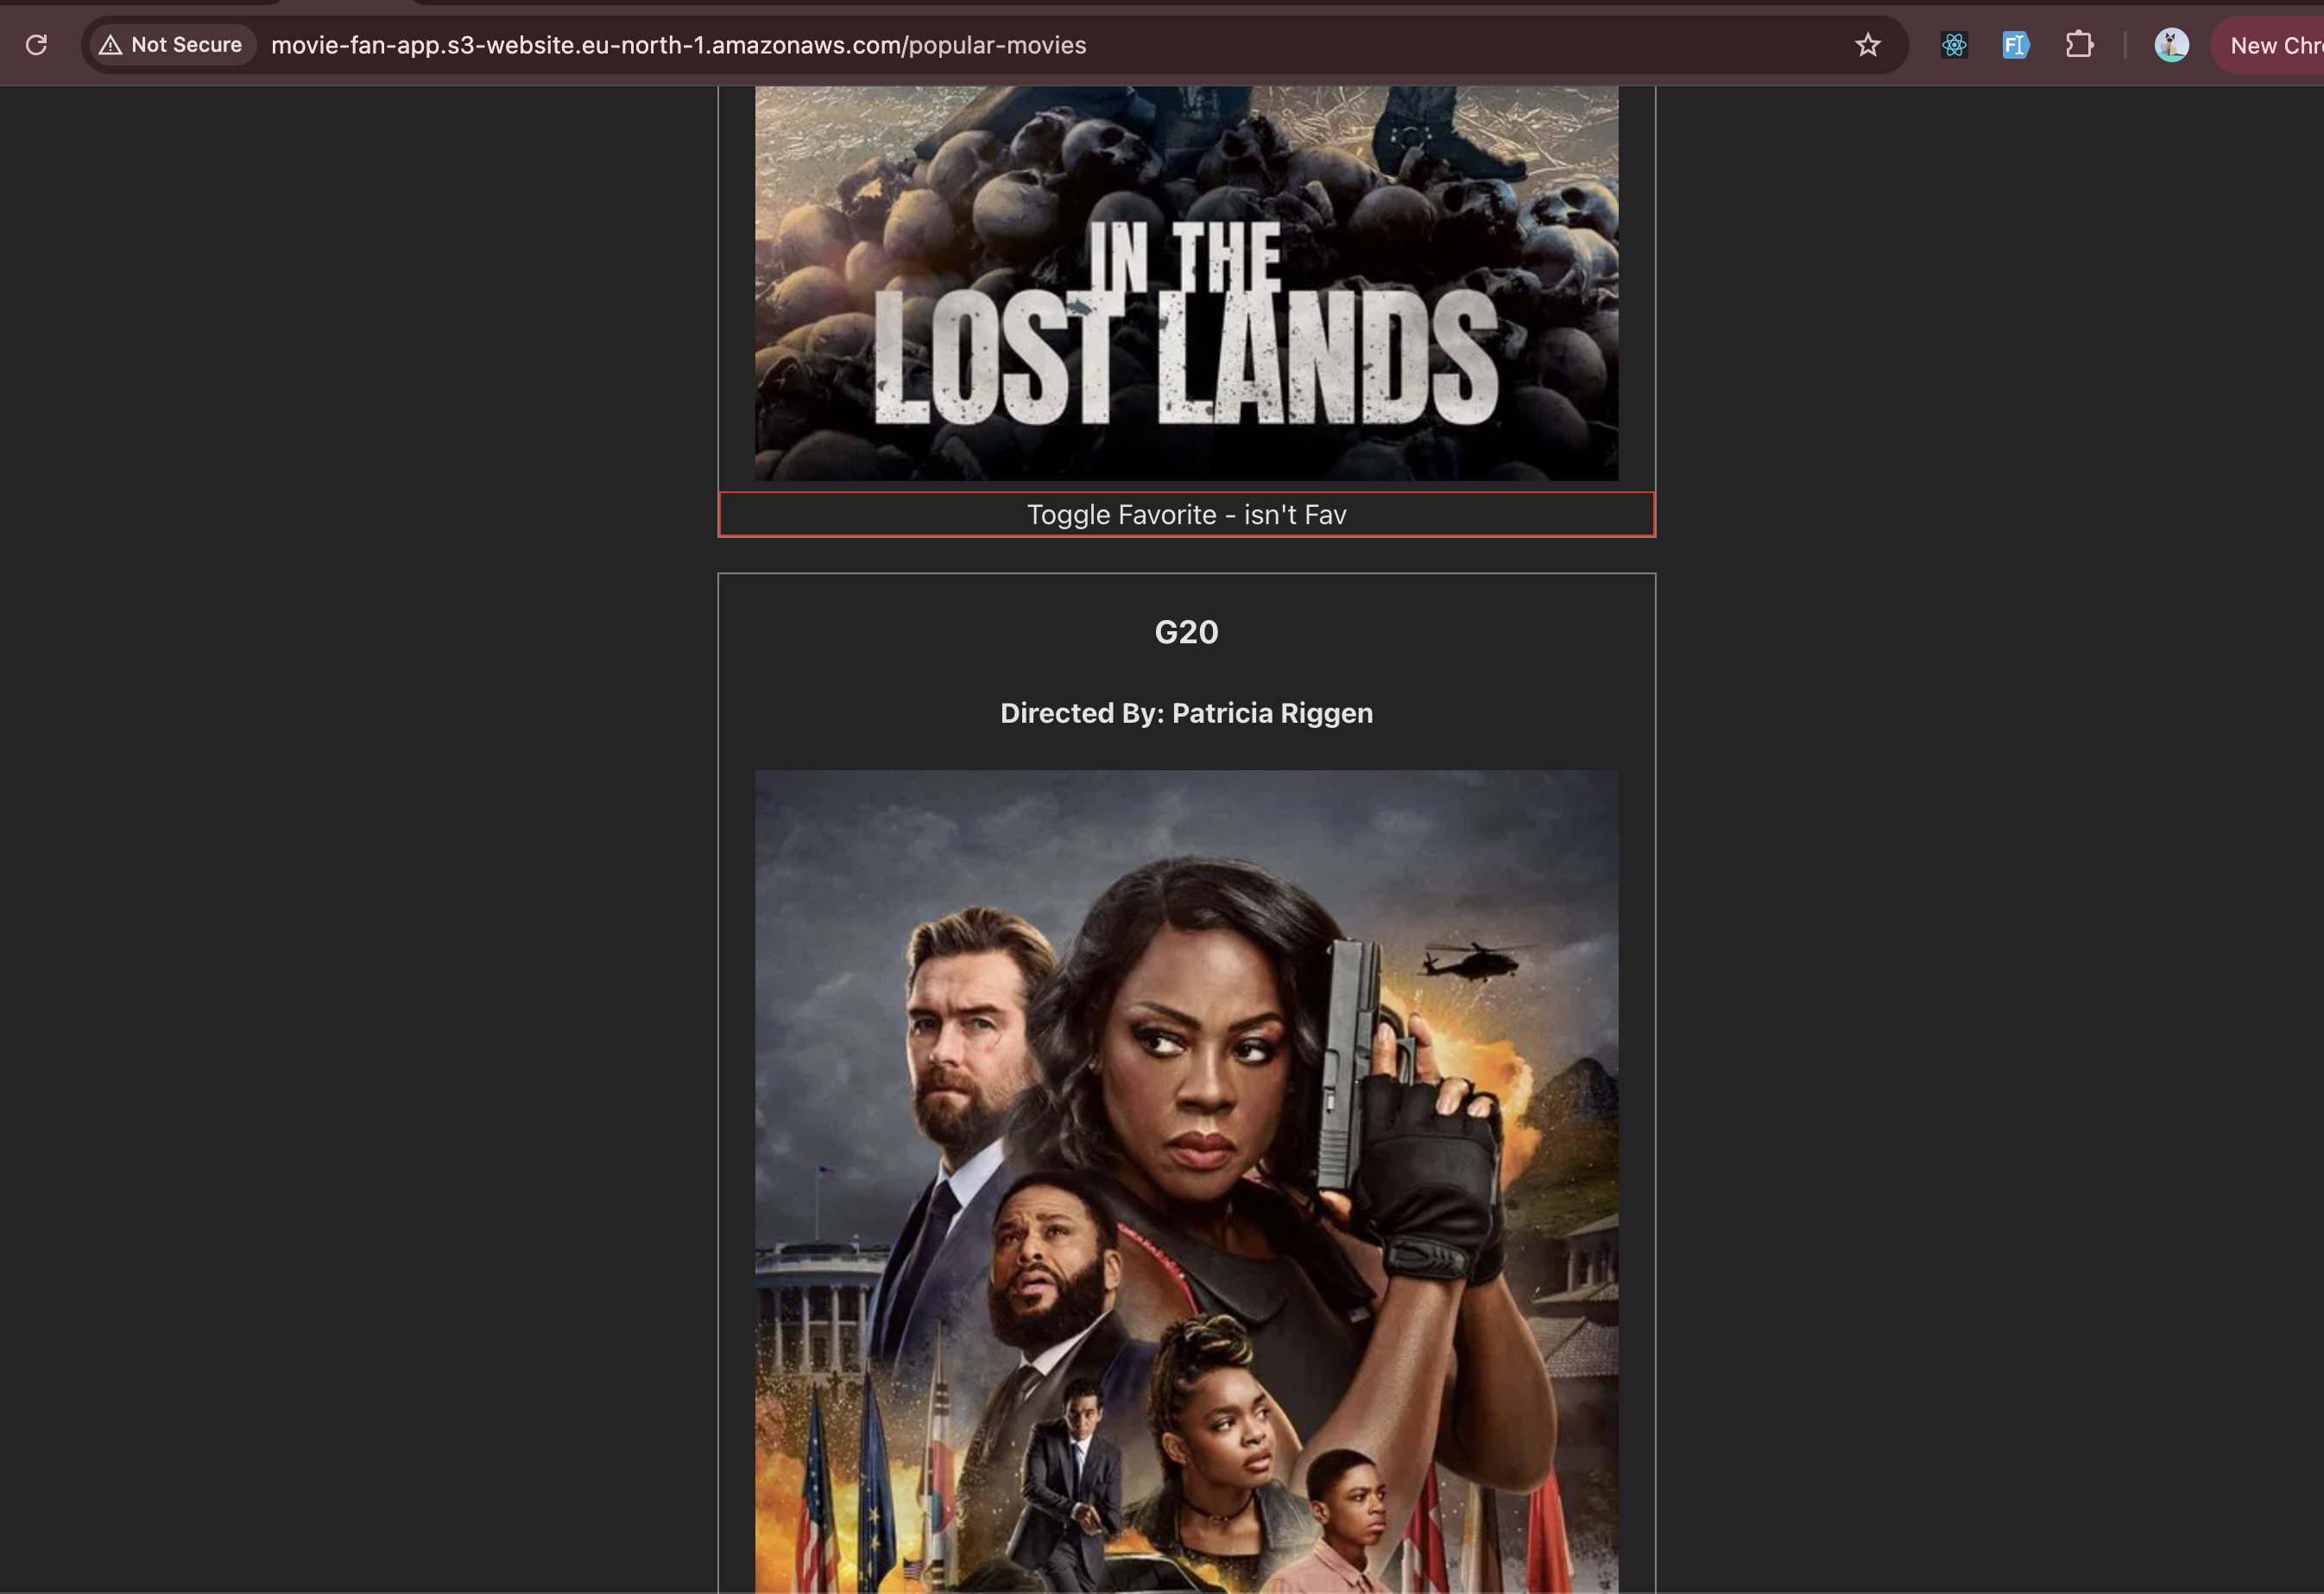 Not Secure movie-fan-app.s3-website.eu-north-1.amazonaws.com/popular-movies New Chr
IN THE
LOST LANDS
Toggle Favorite - isn't Fav
G20
Directed By: Patricia Riggen